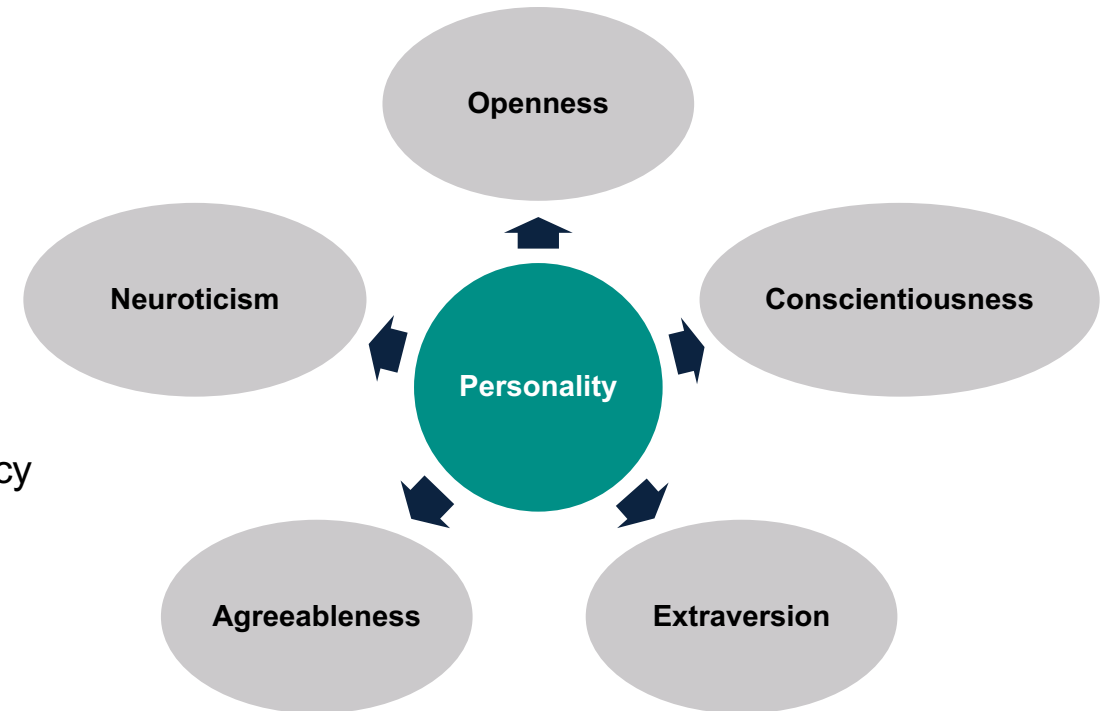 Openness
Neuroticism
Conscientiousness
Personality
cy
Agreeableness
Extraversion